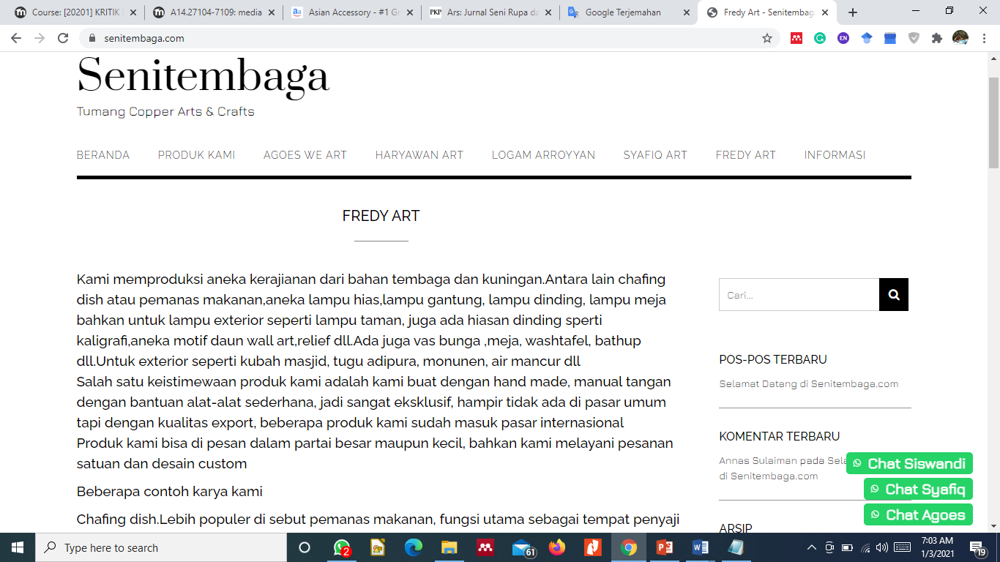 Course: [20201] KRITIK
A14.27104-7109: media
Asian Accessory - #1 Gr
PKP Ars: Jurnal Seni Rupa da
Google Terjemahan
Fredy Art - Senitembag
senitembaga.com
EN
Senitembaga
Tumang Copper Arts & Crafts
BERANDA PRODUK KAMI AGOES WE ART HARYAWAN ART LOGAM ARROYYAN SYAFIQ ART FREDY ART INFORMASI
FREDY ART
Kami memproduksi aneka kerajianan dari bahan tembaga dan kuningan.Antara lain chafing
dish atau pemanas makanan,aneka lampu hias,lampu gantung, lampu dinding, lampu meja
bahkan untuk lampu exterior seperti lampu taman, juga ada hiasan dinding sperti
kaligrafi,aneka motif daun wall art,relief dll.Ada juga vas bunga ,meja, washtafel, bathup
dll.Untuk exterior seperti kubah masjid, tugu adipura, monunen, air mancur dll
Salah satu keistimewaan produk kami adalah kami buat dengan hand made, manual tangan
dengan bantuan alat-alat sederhana, jadi sangat eksklusif, hampir tidak ada di pasar umum
tapi dengan kualitas export, beberapa produk kami sudah masuk pasar internasional
Produk kami bisa di pesan dalam partai besar maupun kecil, bahkan kami melayani pesanan
satuan dan desain custom
Beberapa contoh karya kami
Chafing dish.Lebih populer di sebut pemanas makanan, fungsi utama sebagai tempat penyaji
Cari...
POS-POS TERBARU
Selamat Datang di Senitembaga.com
KOMENTAR TERBARU
Annas Sulaiman pada Sela
di Senitembaga.com
ARSIP
Chat Siswandi
Chat Syafiq
Chat Agoes
Type here to search
2
61
7:03 AM
1/3/2021
19